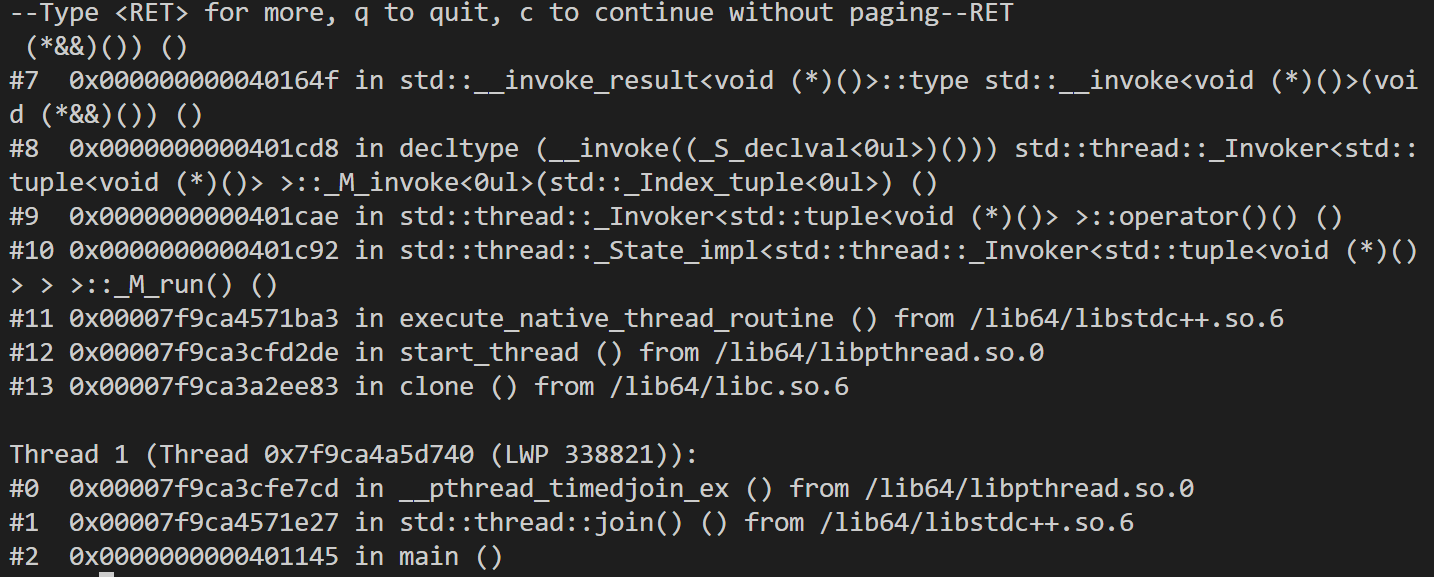 --Type <RET> for more, q to quit, c to continue without paging--RET
 (*&&)()) ()
#7  0x000000000040164f in std::__invoke_result<void (*)()>::type std::__invoke<void (*)()>(voi
d (*&&)()) ()
#8  0x0000000000401cd8 in decltype (__invoke((_S_declval<0ul>)())) std::thread::_Invoker<std::
tuple<void (*)()> >::_M_invoke<0ul>(std::_Index_tuple<0ul>) ()
#9  0x0000000000401cae in std::thread::_Invoker<std::tuple<void (*)()> >::operator()() ()
#10 0x0000000000401c92 in std::thread::_State_impl<std::thread::_Invoker<std::tuple<void (*)()
> > >::_M_run() ()
#11 0x00007f9ca4571ba3 in execute_native_thread_routine () from /lib64/libstdc++.so.6
#12 0x00007f9ca3cfd2de in start_thread () from /lib64/libpthread.so.0
#13 0x00007f9ca3a2ee83 in clone () from /lib64/libc.so.6

Thread 1 (Thread 0x7f9ca4a5d740 (LWP 338821)):
#0  0x00007f9ca3cfe7cd in __pthread_timedjoin_ex () from /lib64/libpthread.so.0
#1  0x00007f9ca4571e27 in std::thread::join() () from /lib64/libstdc++.so.6
#2  0x0000000000401145 in main ()